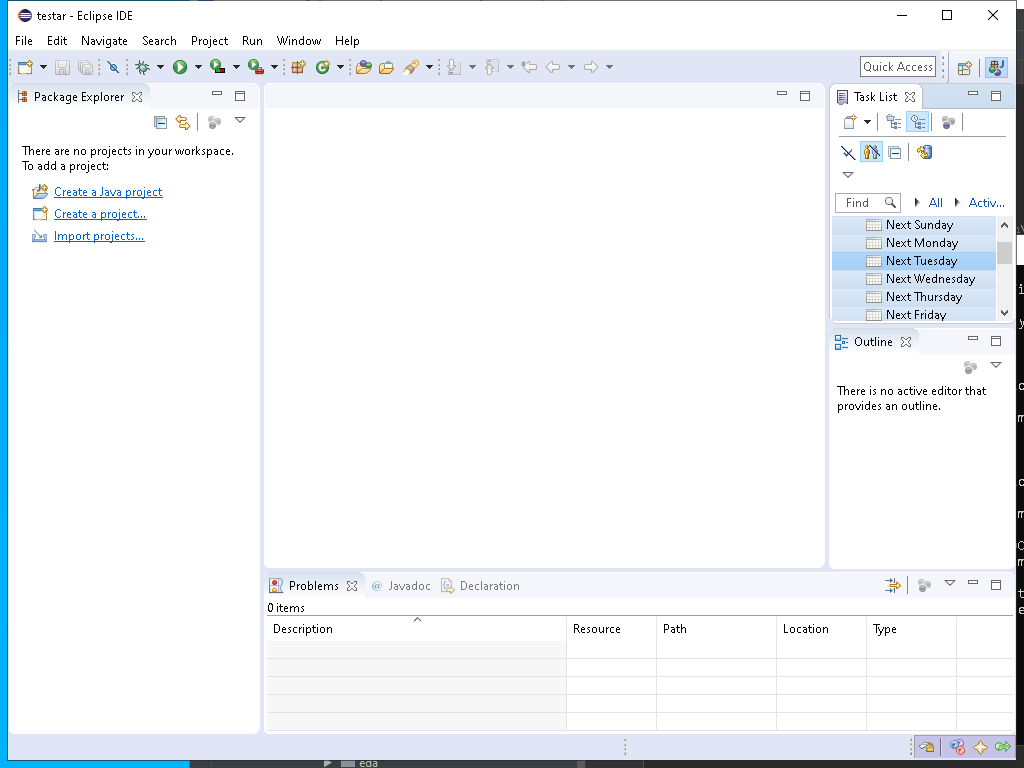 testar - Eclipse IDE
File Edit Navigate Search Project Run Window Help
Quick Access
Package Explorer
There are no projects in your workspace.
To add a project:
Create a Java project
Create a project...
Import projects...
Task List
Find All Activ...
Next Sunday
Next Monday
Next Tuesday
Next Wednesday
Next Thursday
Next Friday
Outline
There is no active editor that
provides an outline.
Problems @ Javadoc Declaration
0 items
Description Resource Path Location Type
eda